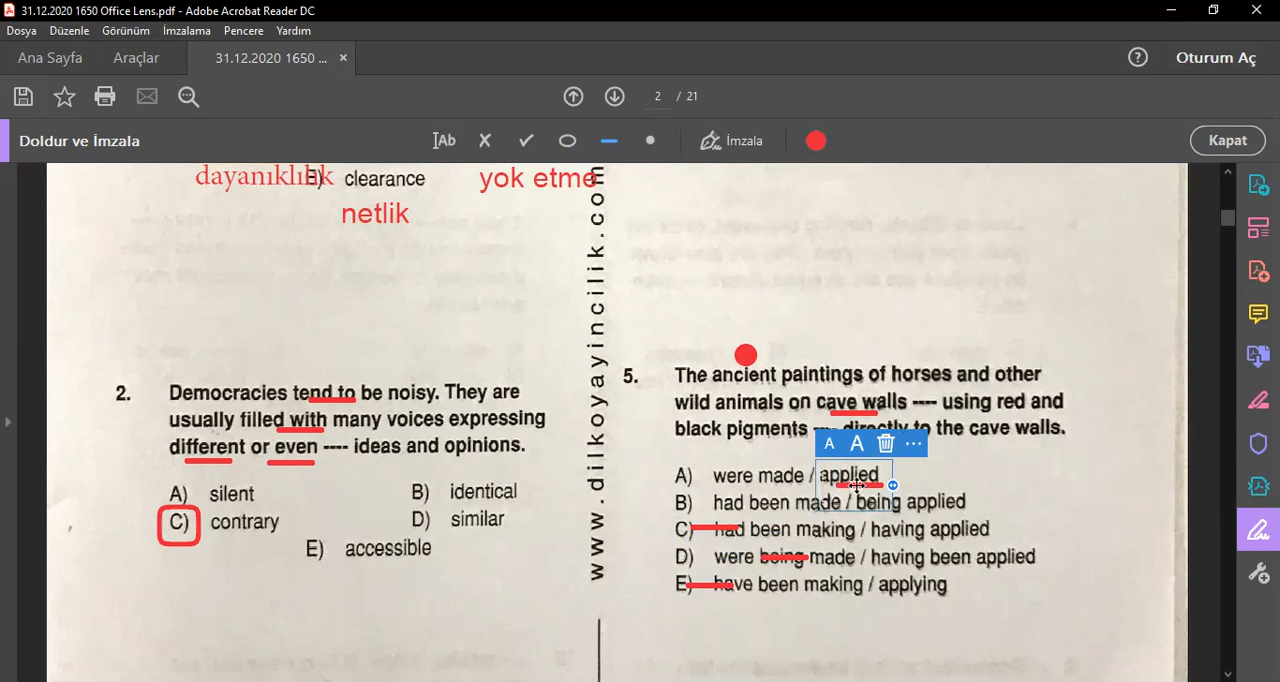 31.12.2020 1650 Office Lens.pdf - Adobe Acrobat Reader DC
Dosya Düzenle Görünüm İmzalama Pencere Yardım
Ana Sayfa Araçlar 31.12.2020 1650 ... × ? Oturum Aç
2 / 21
Doldur ve İmzala Ab İmzala Kapat
dayanıklılık E) clearance yok etme
netlik
www.dilkoyayincilik.com
2. Democracies tend to be noisy. They are
usually filled with many voices expressing
different or even ---- ideas and opinions.
A) silent B) identical
C) contrary D) similar
E) accessible
5. The ancient paintings of horses and other
wild animals on cave walls ---- using red and
black pigments ---- directly to the cave walls.
A A ...
A) were made / applied
B) had been made / being applied
C) had been making / having applied
D) were being made / having been applied
E) have been making / applying